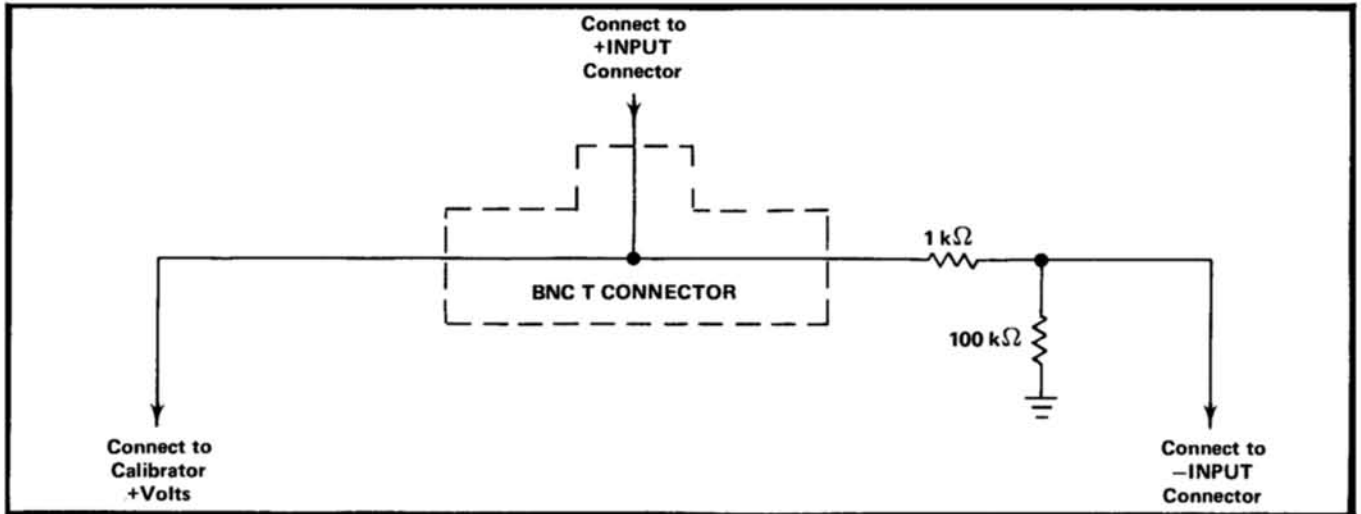 Connect to
+INPUT
Connector
1 kΩ
BNC T CONNECTOR
100 kΩ
Connect to
Calibrator
+Volts
Connect to
—INPUT
Connector